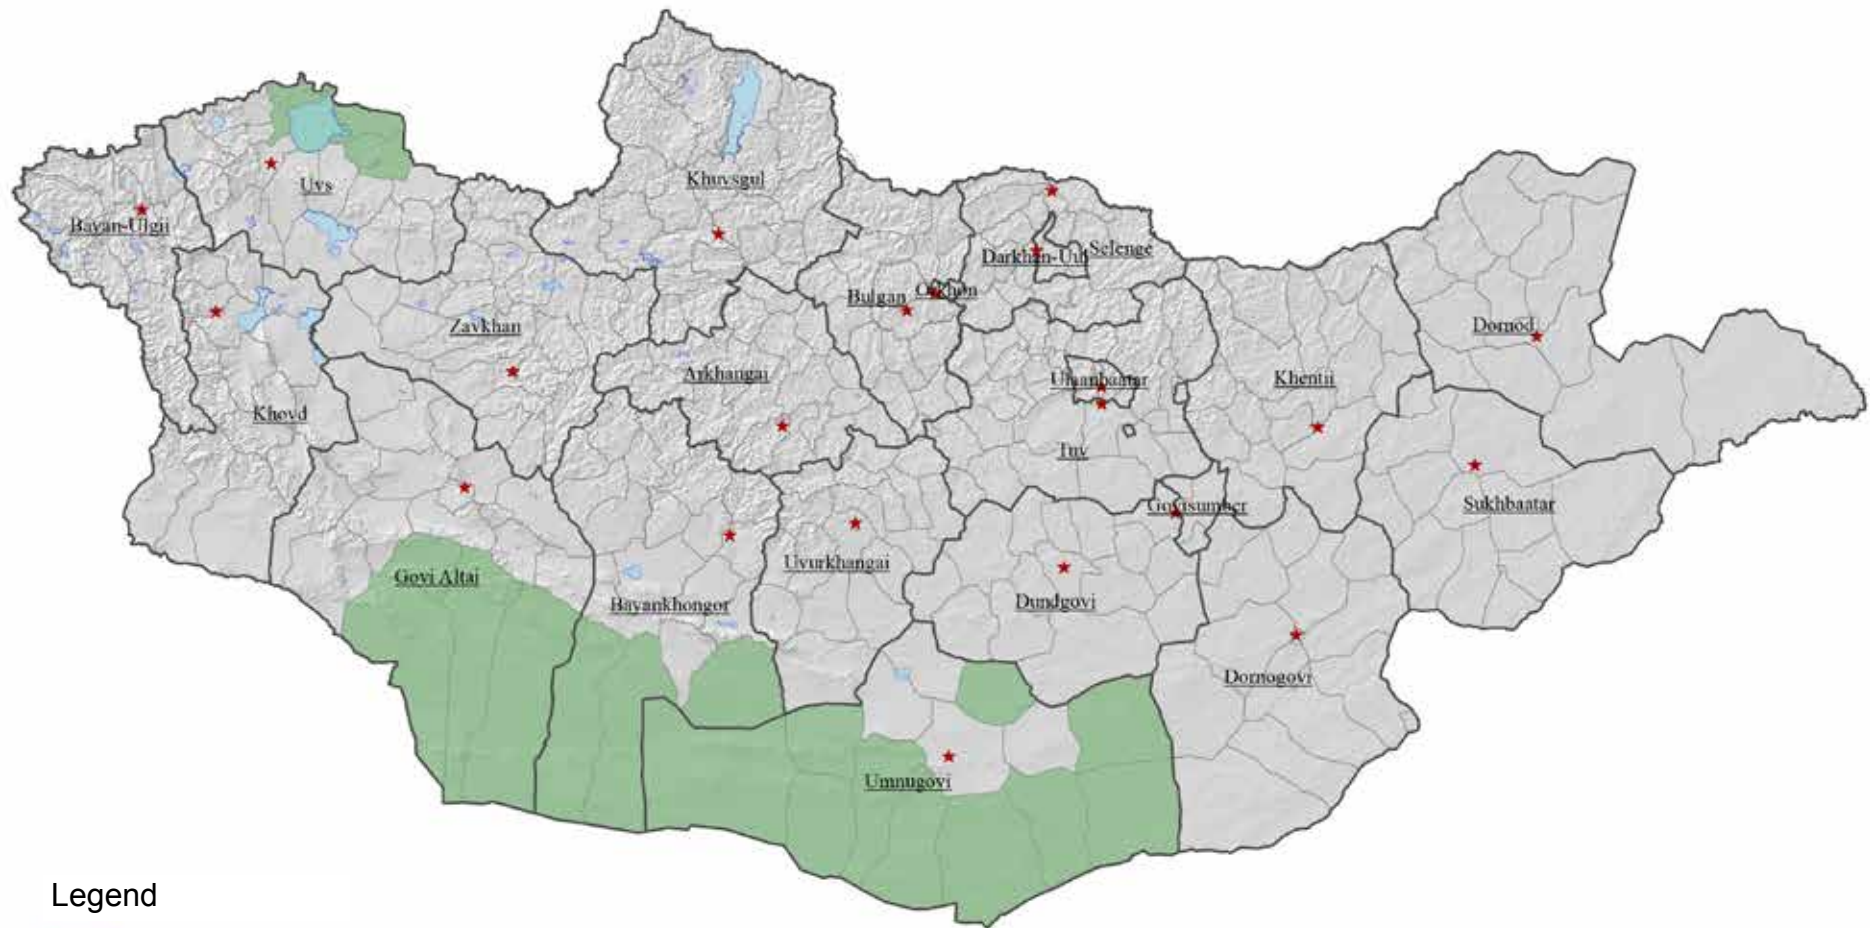 Khuvsgul
Uvs
Bayan-Ulgii
Selenge
Darkhan-Uul
Orkhon
Bulgan
Zavkhan
Dornod
Arkhangai
Ulaanbaatar
Khentii
Khovd
Tuv
Govisumber
Sukhbaatar
Uvurkhangai
Govi Altai
Bayankhongor
Dundgovi
Dornogovi
Umnugovi
Legend